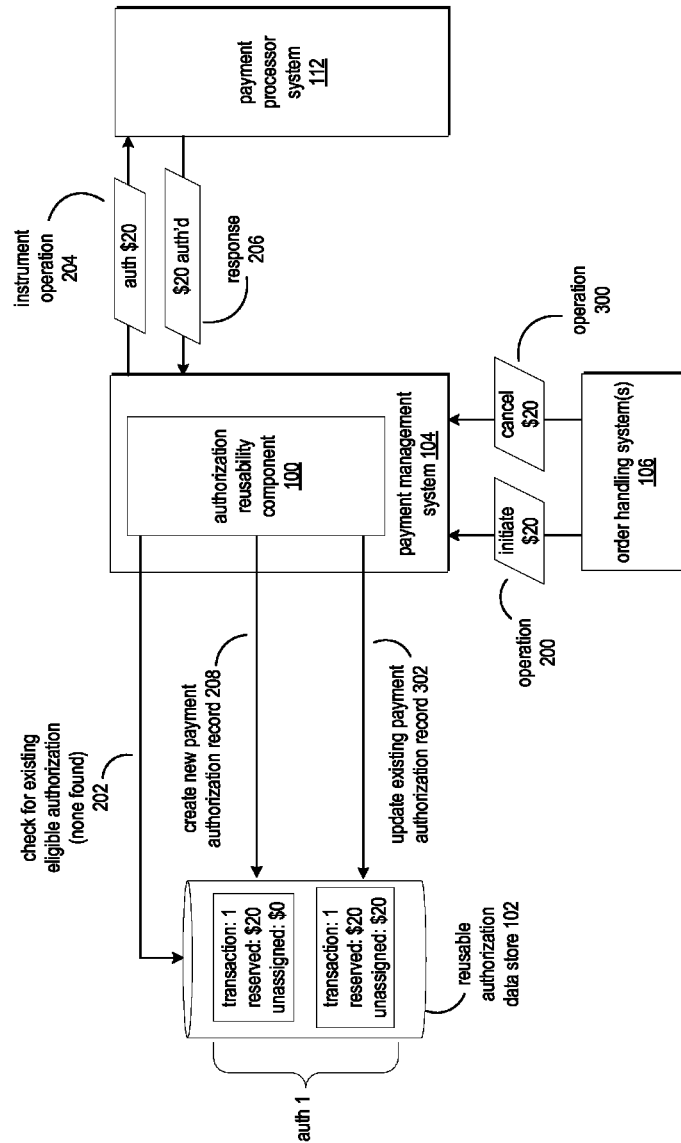 instrument
operation
204
auth $20
$20 auth'd
response
206
payment
processor
system
112
check for existing
eligible authorization
(none found)
202
create new payment
authorization record 208
update existing payment
authorization record 302
authorization
reusability
component
100
payment management
system 104
auth 1
transaction: 1
reserved: $20
unassigned: $0
transaction: 1
reserved: $20
unassigned: $20
reusable
authorization
data store 102
initiate
$20
operation
200
cancel
$20
operation
300
order handling system(s)
106